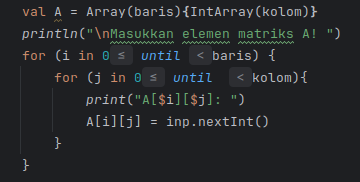 val A = Array(baris){IntArray(kolom)}
println("\nMasukkan elemen matriks A! ")
for (i in 0 ≤ until < baris) {
for (j in 0 ≤ until < kolom){
print("A[$i][$j]: ")
A[i][j] = inp.nextInt()
}
}